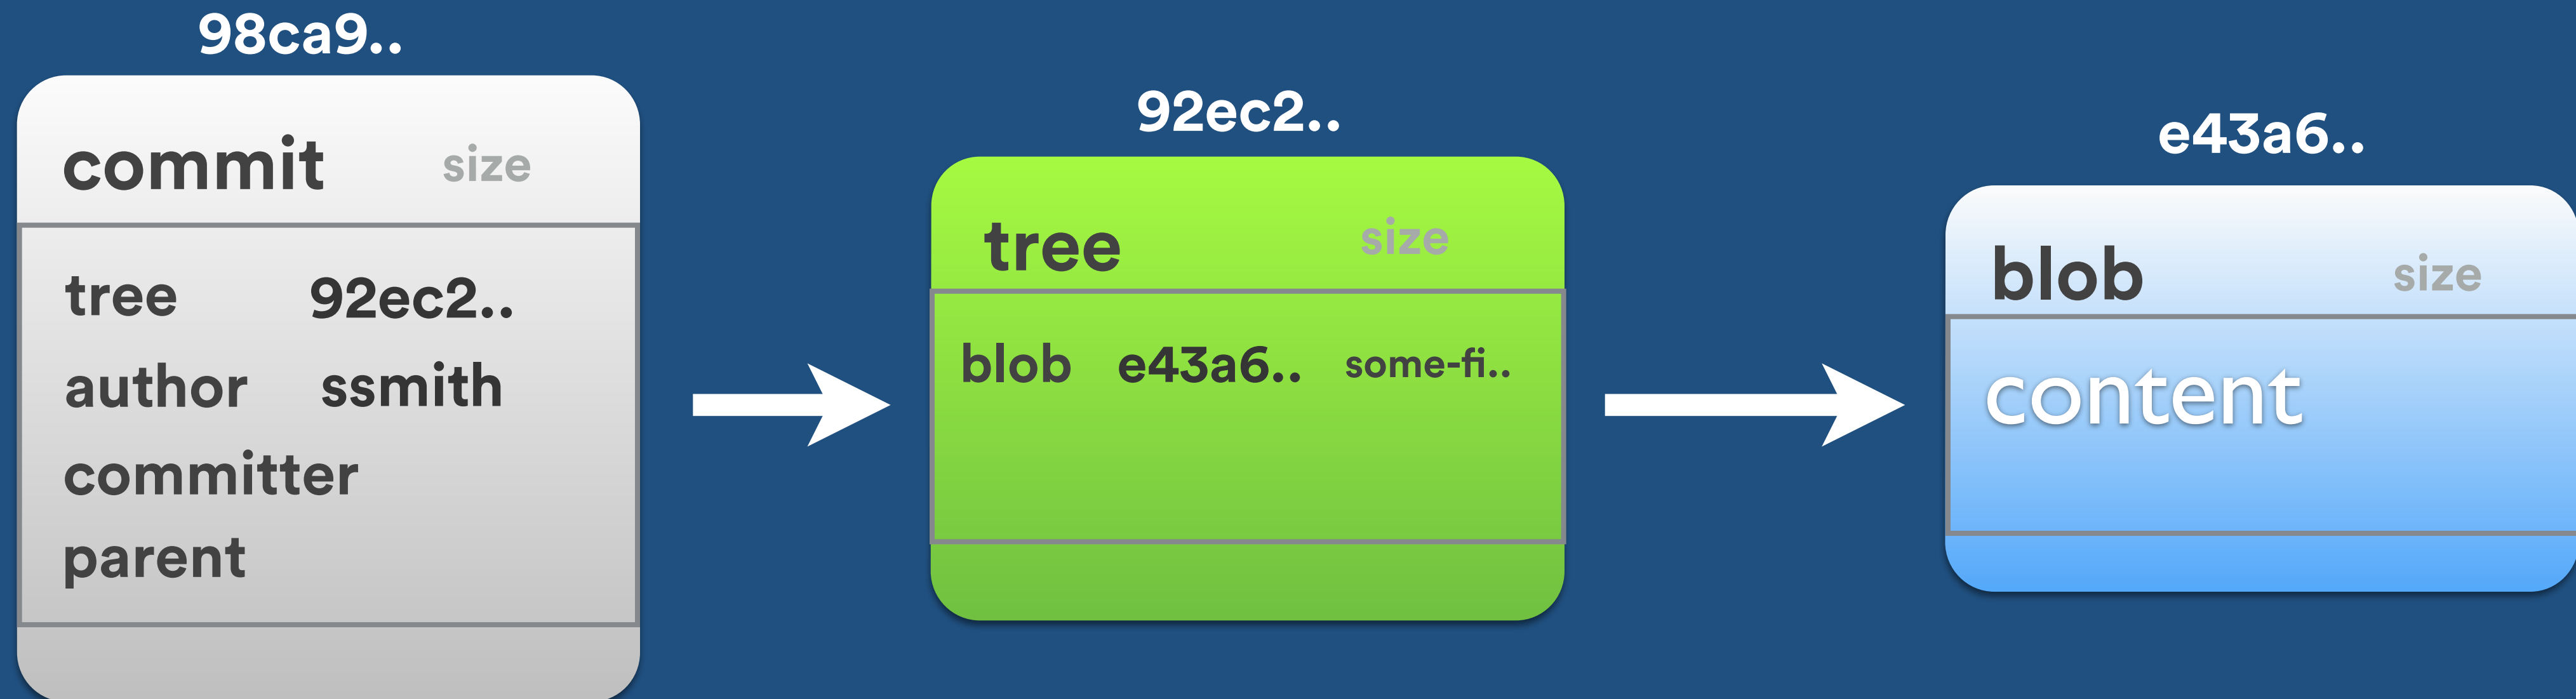 98ca9..
commit size
tree 92ec2..
author ssmith
committer
parent
92ec2..
tree size
blob e43a6.. some-fi..
e43a6..
blob size
content